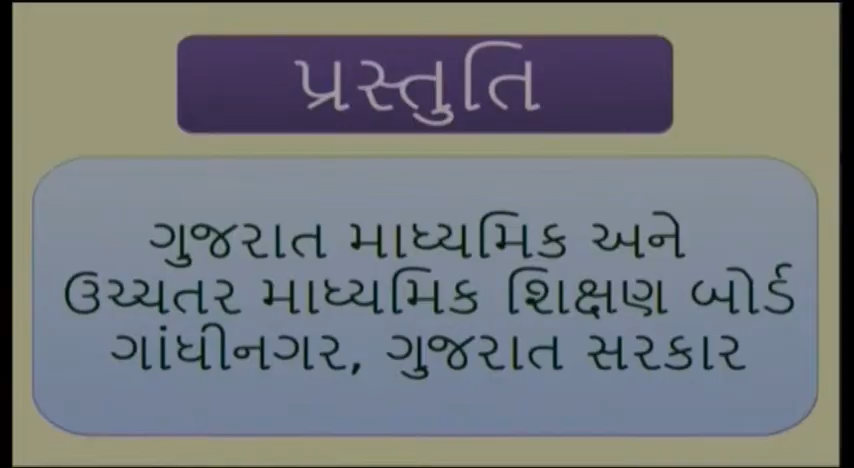 પ્રસ્તુતિ
ગુજરાત માધ્યમિક અને
ઉચ્ચતર માધ્યમિક શિક્ષણ બોર્ડ
ગાંધીનગર, ગુજરાત સરકાર